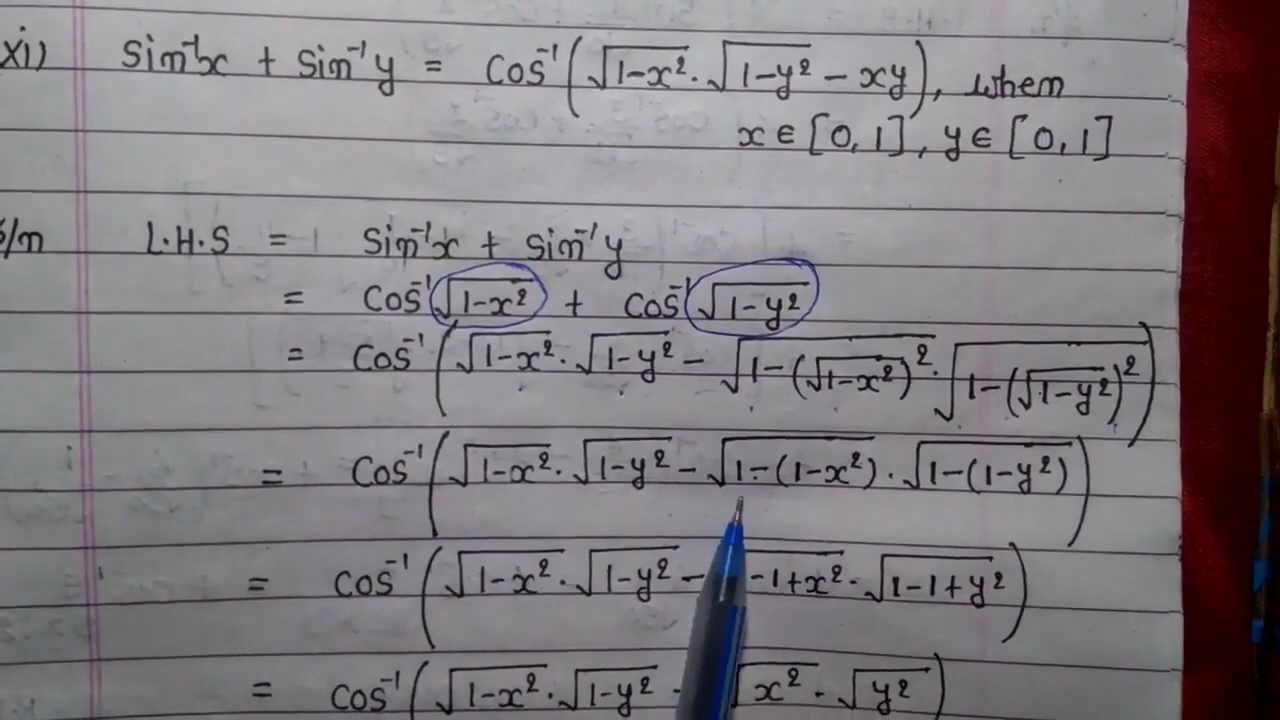 xi) Sin⁻¹x + Sin⁻¹y = Cos⁻¹(√(1-x²)·√(1-y²) - xy), when
x∈[0,1], y∈[0,1]
L.H.S = Sin⁻¹x + Sin⁻¹y
= Cos⁻¹√(1-x²) + Cos⁻¹√(1-y²)
= Cos⁻¹(√(1-x²)·√(1-y²) - √(1-(√(1-x²))²)·√(1-(√(1-y²))²))
= Cos⁻¹(√(1-x²)·√(1-y²) - √(1-(1-x²))·√(1-(1-y²)))
= Cos⁻¹(√(1-x²)·√(1-y²) - -1+x²·√(1-1+y²))
= Cos⁻¹(√(1-x²)·√(1-y²) - √x²·√y²)